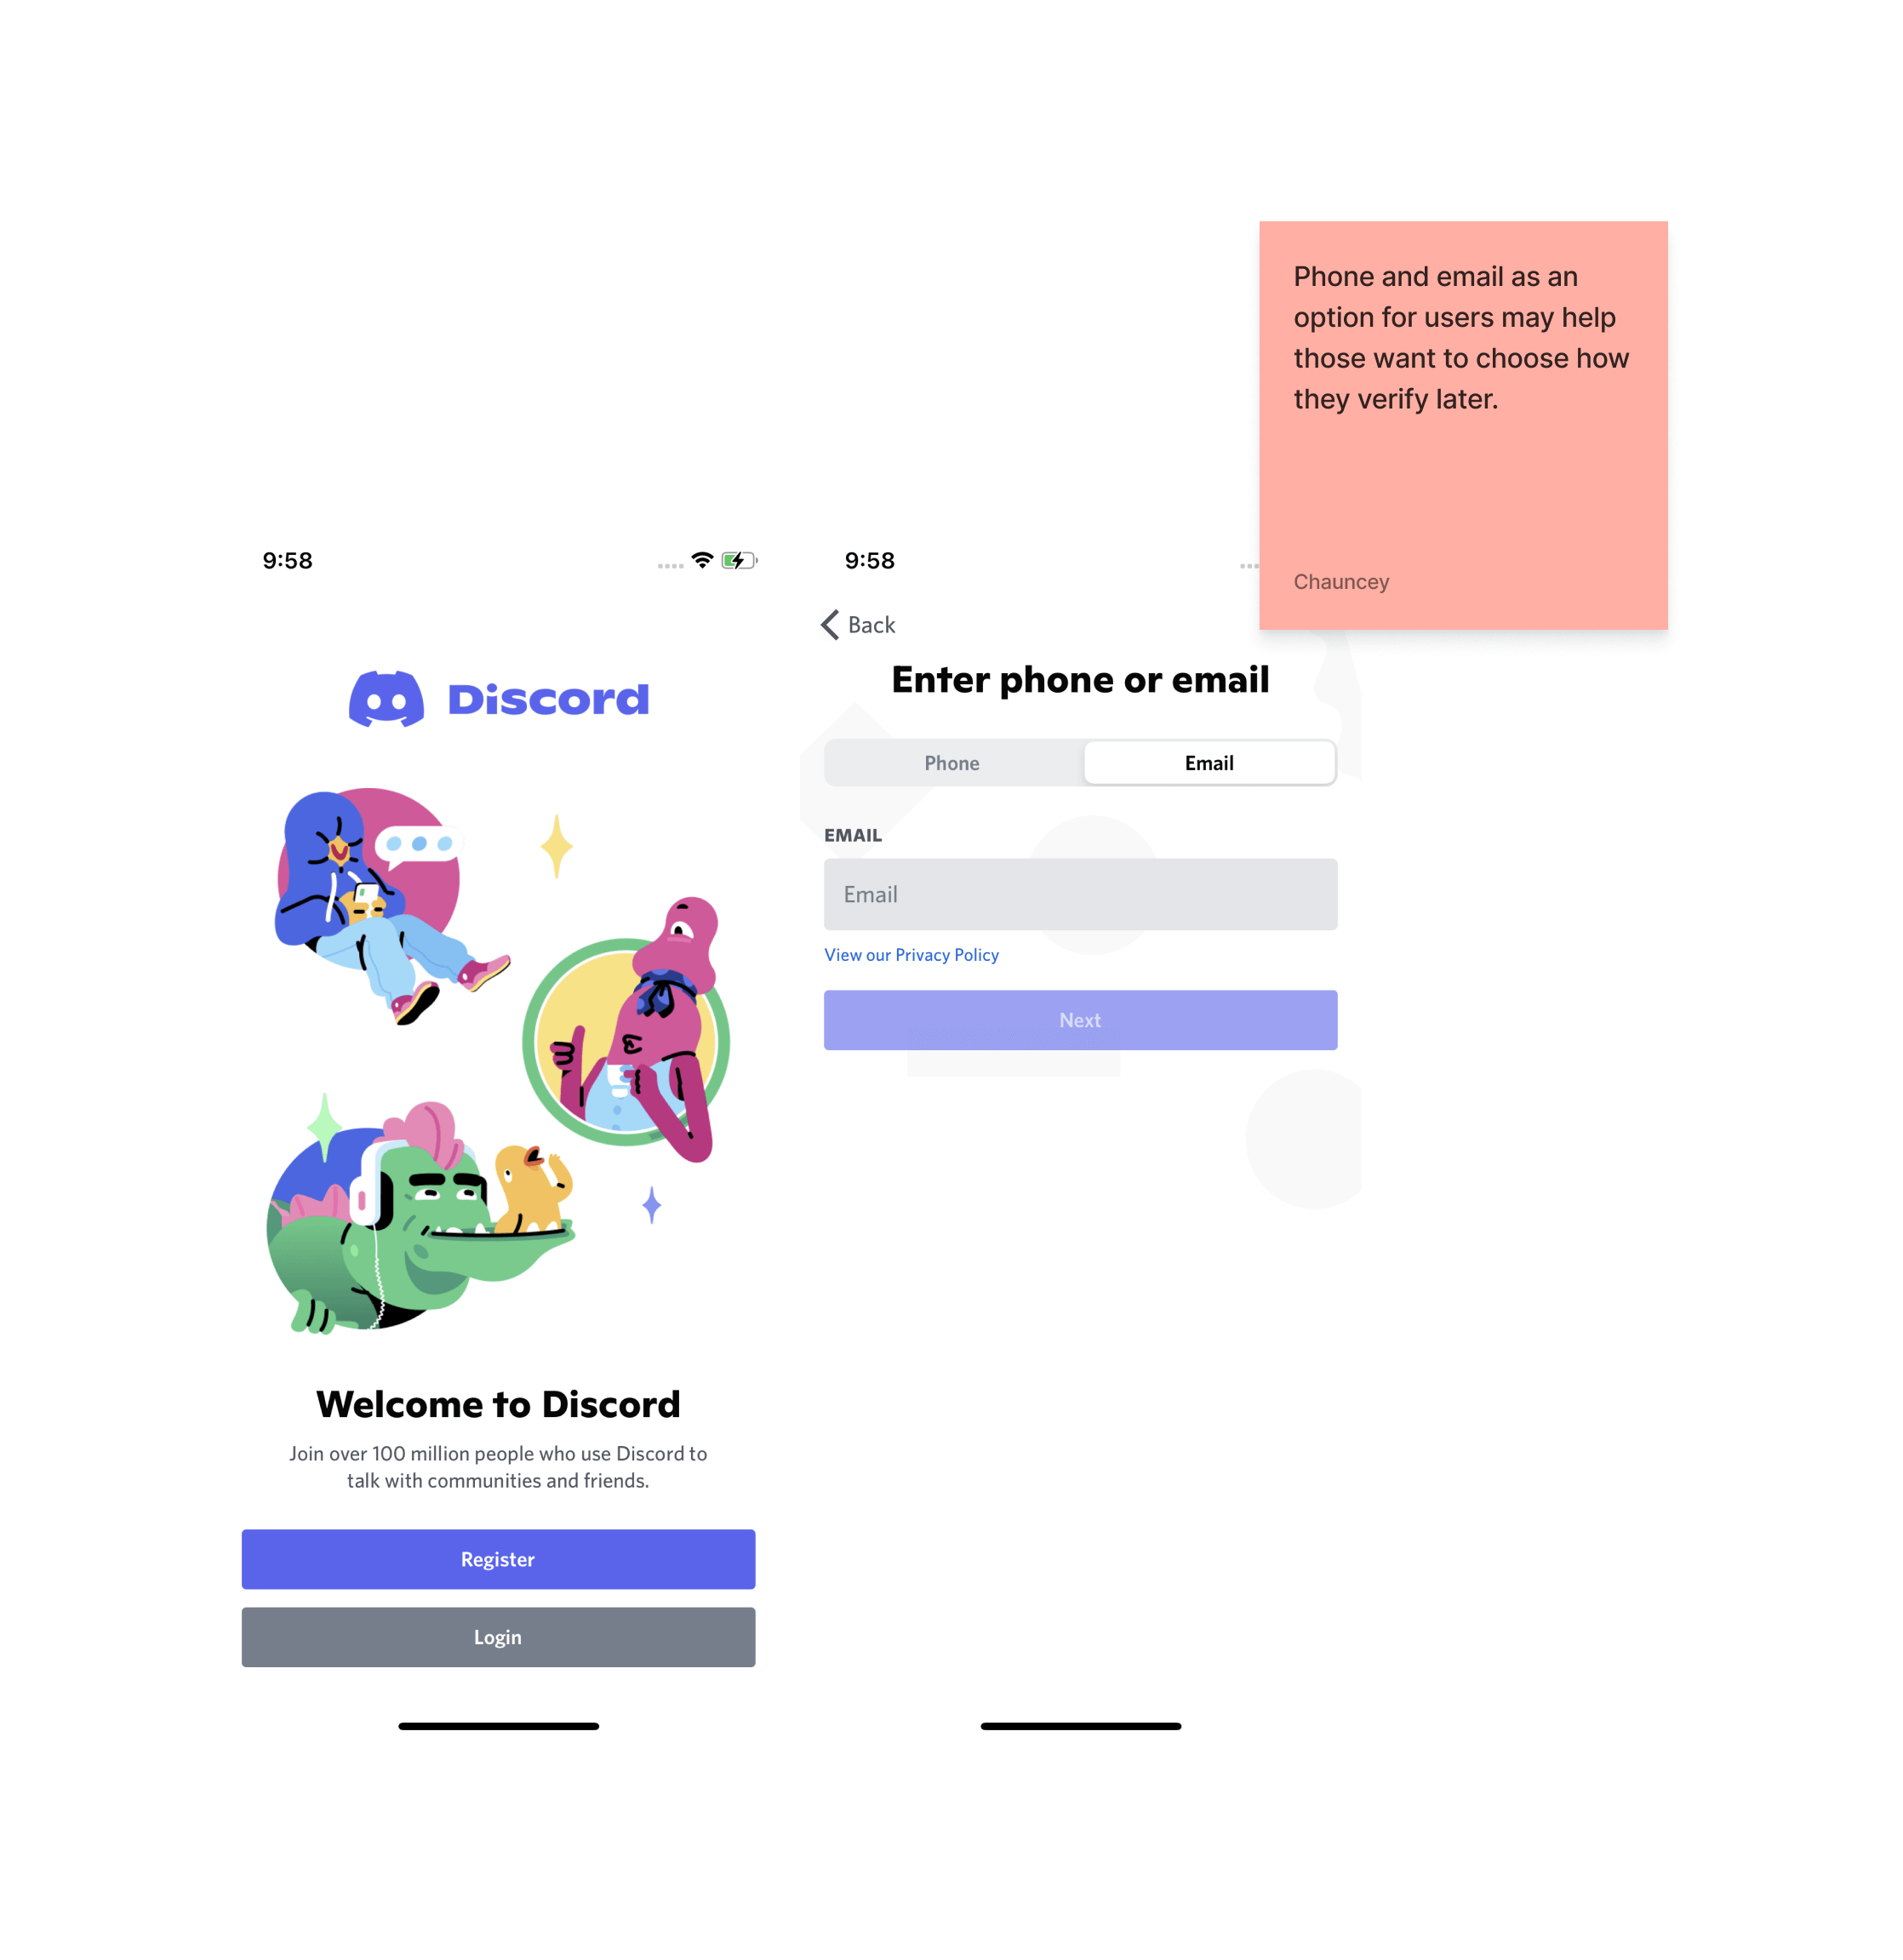 Phone and email as an
option for users may help
those want to choose how
they verify later.
Chauncey
9:58
Discord
Welcome to Discord
Join over 100 million people who use Discord to
talk with communities and friends.
Register
Login
9:58
Back
Enter phone or email
Phone
Email
EMAIL
Email
View our Privacy Policy
Next